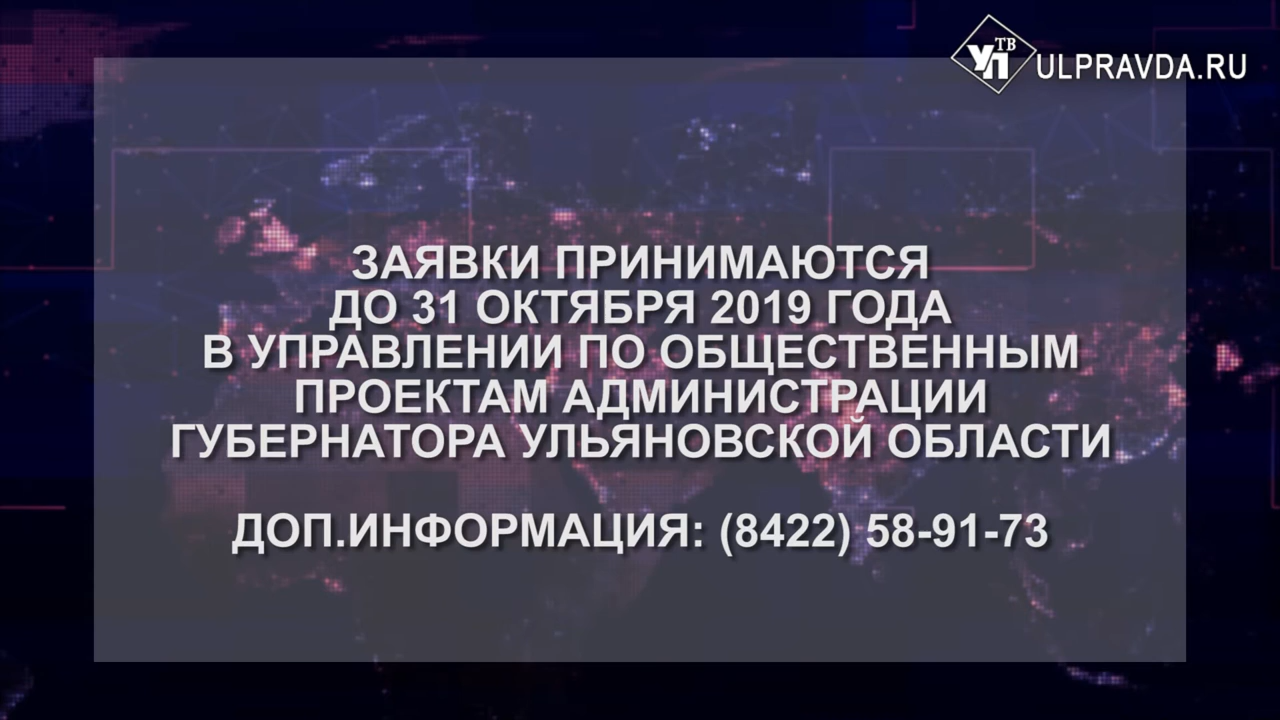 УП ТВ ULPRAVDA.RU
ЗАЯВКИ ПРИНИМАЮТСЯ
ДО 31 ОКТЯБРЯ 2019 ГОДА
В УПРАВЛЕНИИ ПО ОБЩЕСТВЕННЫМ
ПРОЕКТАМ АДМИНИСТРАЦИИ
ГУБЕРНАТОРА УЛЬЯНОВСКОЙ ОБЛАСТИ
ДОП.ИНФОРМАЦИЯ: (8422) 58-91-73